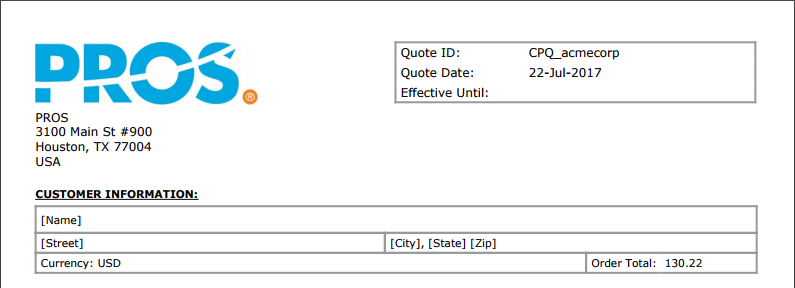 PROS®
Quote ID: CPQ_acmecorp
Quote Date: 22-Jul-2017
Effective Until:
PROS
3100 Main St #900
Houston, TX 77004
USA
CUSTOMER INFORMATION:
[Name]
[Street] [City], [State] [Zip]
Currency: USD Order Total: 130.22